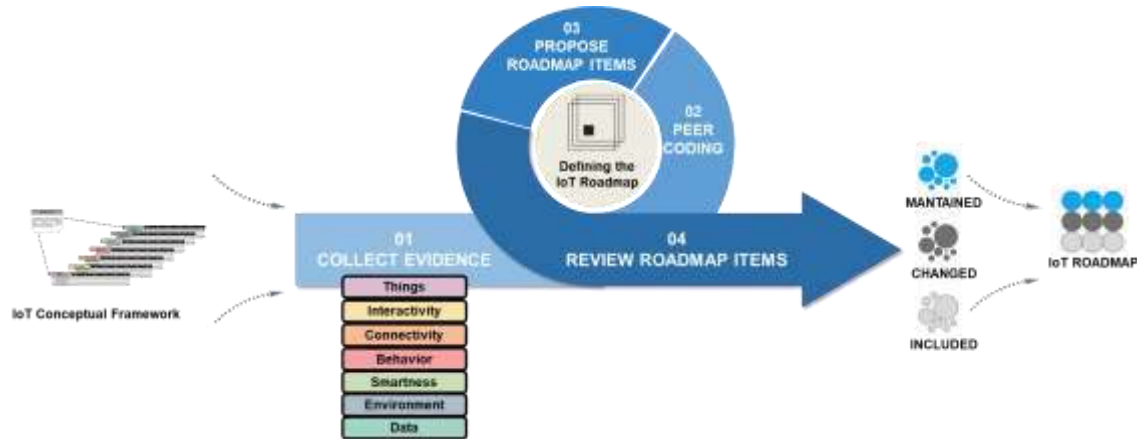 03
PROPOSE
ROADMAP ITEMS
02
PEER
CODING
Defining the
IoT Roadmap
01
COLLECT EVIDENCE
04
REVIEW ROADMAP ITEMS
IoT Conceptual Framework
Things
Interactivity
Connectivity
Behavior
Smartness
Environment
Data
MANTAINED
CHANGED
INCLUDED
IoT ROADMAP